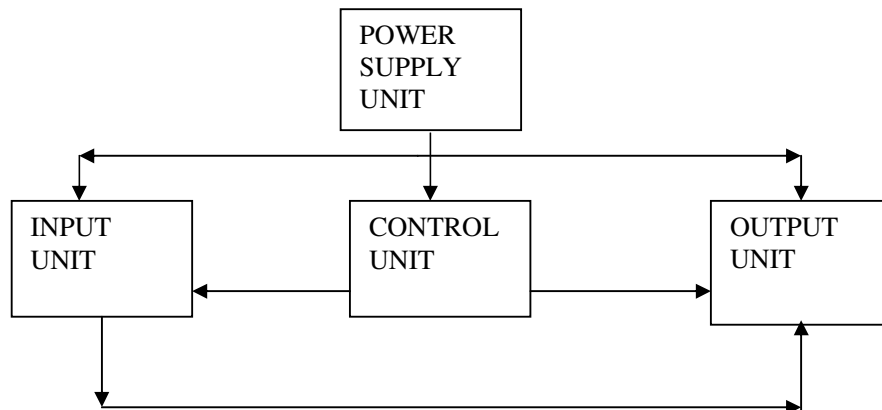 POWER
SUPPLY
UNIT
INPUT
UNIT
CONTROL
UNIT
OUTPUT
UNIT